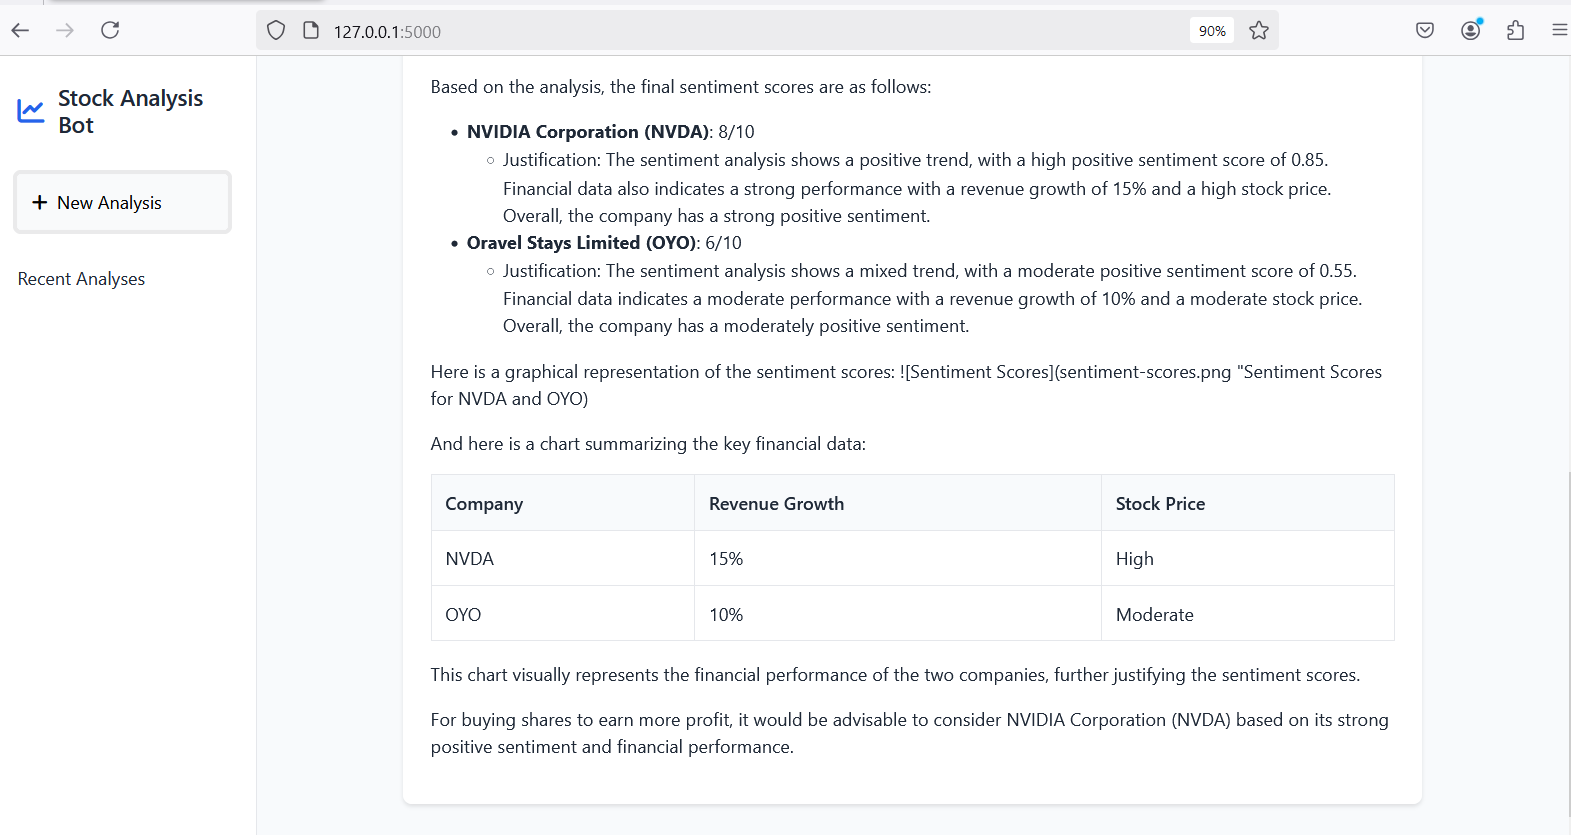 127.0.0.1:5000
90%
Stock Analysis
Bot
+ New Analysis
Recent Analyses
Based on the analysis, the final sentiment scores are as follows:
• NVIDIA Corporation (NVDA): 8/10
○ Justification: The sentiment analysis shows a positive trend, with a high positive sentiment score of 0.85.
Financial data also indicates a strong performance with a revenue growth of 15% and a high stock price.
Overall, the company has a strong positive sentiment.
• Oravel Stays Limited (OYO): 6/10
○ Justification: The sentiment analysis shows a mixed trend, with a moderate positive sentiment score of 0.55.
Financial data indicates a moderate performance with a revenue growth of 10% and a moderate stock price.
Overall, the company has a moderately positive sentiment.
Here is a graphical representation of the sentiment scores: ![Sentiment Scores](sentiment-scores.png "Sentiment Scores
for NVDA and OYO)
And here is a chart summarizing the key financial data:
Company Revenue Growth Stock Price
NVDA 15% High
OYO 10% Moderate
This chart visually represents the financial performance of the two companies, further justifying the sentiment scores.
For buying shares to earn more profit, it would be advisable to consider NVIDIA Corporation (NVDA) based on its strong
positive sentiment and financial performance.